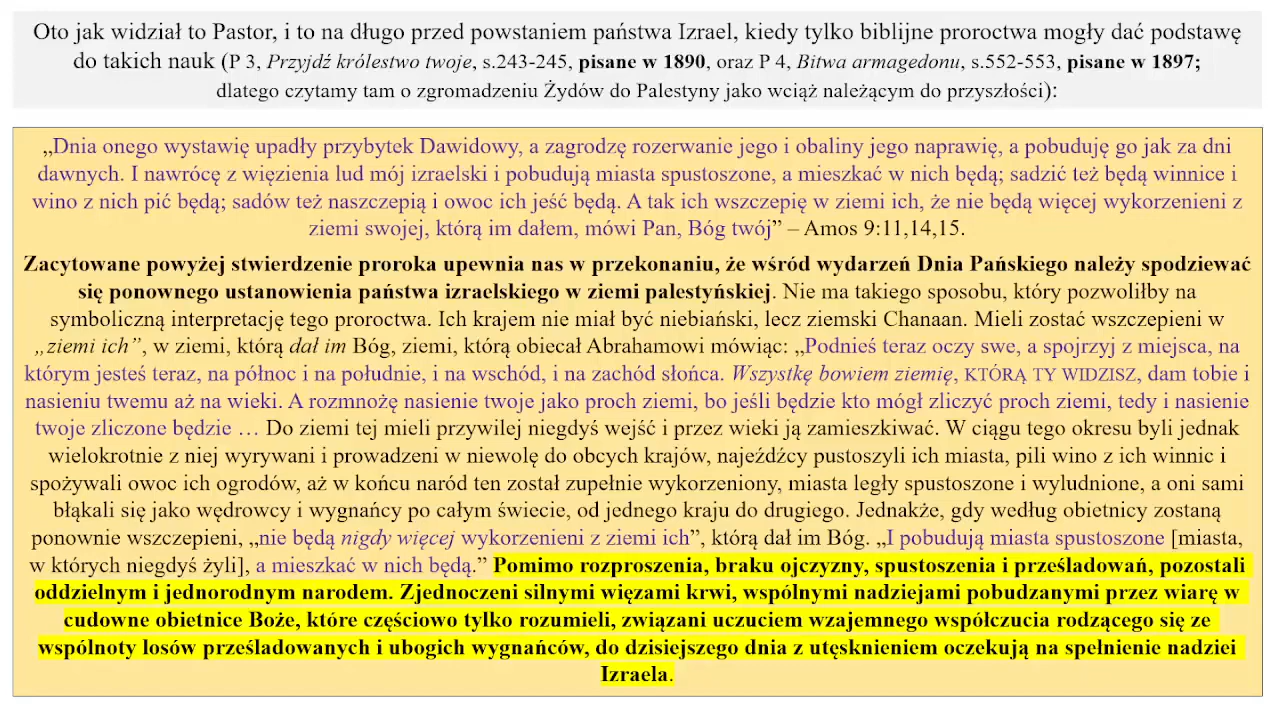 Oto jak widział to Pastor, i to na długo przed powstaniem państwa Izrael, kiedy tylko biblijne proroctwa mogły dać podstawę
do takich nauk (P 3, Przyjdź królestwo twoje, s.243-245, pisane w 1890, oraz P 4, Bitwa armagedonu, s.552-553, pisane w 1897;
dlatego czytamy tam o zgromadzeniu Żydów do Palestyny jako wciąż należącym do przyszłości):
„Dnia onego wystawię upadły przybytek Dawidowy, a zagrodzę rozerwanie jego i obaliny jego naprawię, a pobuduję go jak za dni
dawnych. I nawrócę z więzienia lud mój izraelski i pobudują miasta spustoszone, a mieszkać w nich będą; sadzić też będą winnice i
wino z nich pić będą; sadów też naszczepią i owoc ich jeść będą. A tak ich wszczepię w ziemi ich, że nie będą więcej wykorzenieni z
ziemi swojej, którą im dałem, mówi Pan, Bóg twój” – Amos 9:11,14,15.
Zacytowane powyżej stwierdzenie proroka upewnia nas w przekonaniu, że wśród wydarzeń Dnia Pańskiego należy spodziewać
się ponownego ustanowienia państwa izraelskiego w ziemi palestyńskiej. Nie ma takiego sposobu, który pozwoliłby na
symboliczną interpretację tego proroctwa. Ich krajem nie miał być niebiański, lecz ziemski Chanaan. Mieli zostać wszczepieni w
„ziemi ich”, w ziemi, którą dał im Bóg, ziemi, którą obiecał Abrahamowi mówiąc: „Podnieś teraz oczy swe, a spojrzyj z miejsca, na
którym jesteś teraz, na północ i na południe, i na wschód, i na zachód słońca. Wszystkę bowiem ziemię, KTÓRĄ TY WIDZISZ, dam tobie i
nasieniu twemu aż na wieki. A rozmnożę nasienie twoje jako proch ziemi, bo jeśli będzie kto mógł zliczyć proch ziemi, tedy i nasienie
twoje zliczone będzie … Do ziemi tej mieli przywilej niegdyś wejść i przez wieki ją zamieszkiwać. W ciągu tego okresu byli jednak
wielokrotnie z niej wyrywani i prowadzeni w niewolę do obcych krajów, najeźdźcy pustoszyli ich miasta, pili wino z ich winnic i
spożywali owoc ich ogrodów, aż w końcu naród ten został zupełnie wykorzeniony, miasta legły spustoszone i wyludnione, a oni sami
błąkali się jako wędrowcy i wygnańcy po całym świecie, od jednego kraju do drugiego. Jednakże, gdy według obietnicy zostaną
ponownie wszczepieni, „nie będą nigdy więcej wykorzenieni z ziemi ich”, którą dał im Bóg. „I pobudują miasta spustoszone [miasta,
w których niegdyś żyli], a mieszkać w nich będą.” Pomimo rozproszenia, braku ojczyzny, spustoszenia i prześladowań, pozostali
oddzielnym i jednorodnym narodem. Zjednoczeni silnymi więzami krwi, wspólnymi nadziejami pobudzanymi przez wiarę w
cudowne obietnice Boże, które częściowo tylko rozumieli, związani uczuciem wzajemnego współczucia rodzącego się ze
wspólnoty losów prześladowanych i ubogich wygnańców, do dzisiejszego dnia z utęsknieniem oczekują na spełnienie nadziei
Izraela.